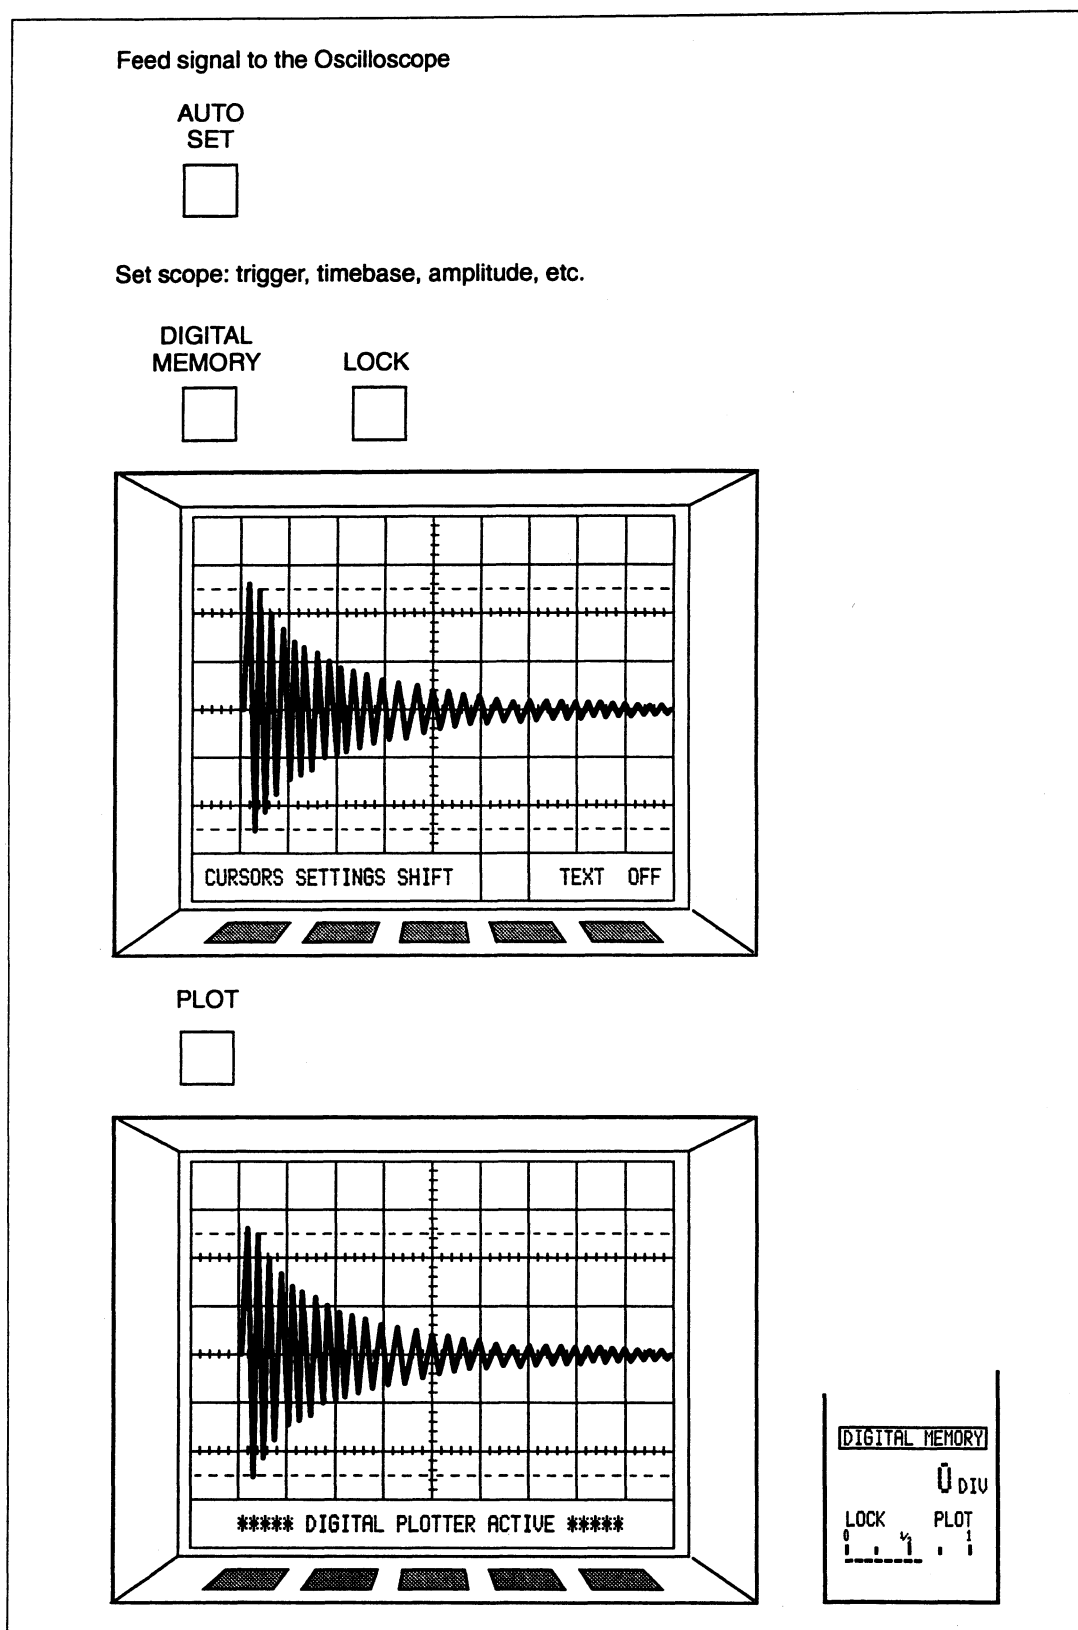 Feed signal to the Oscilloscope
AUTO
SET
Set scope: trigger, timebase, amplitude, etc.
DIGITAL
MEMORY
LOCK
CURSORS SETTINGS SHIFT TEXT OFF
PLOT
***** DIGITAL PLOTTER ACTIVE *****
DIGITAL MEMORY
0 DIV
LOCK PLOT
0 ½ 1